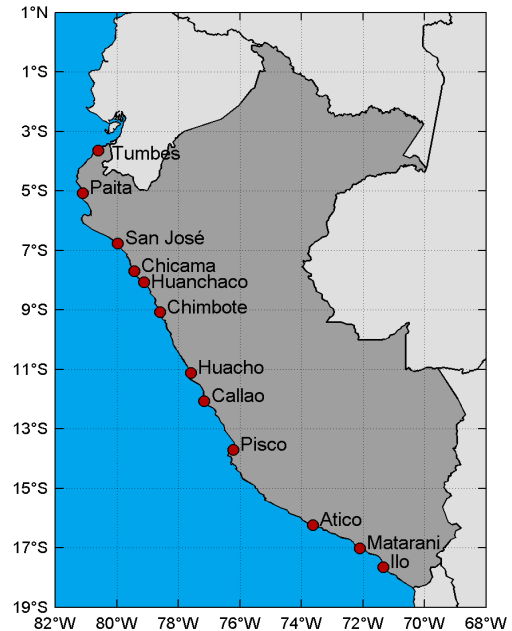 1°N
1°S
3°S
Tumbes
5°S
Paita
San José
7°S
Chicama
Huanchaco
9°S
Chimbote
11°S
Huacho
Callao
13°S
Pisco
15°S
Atico
17°S
Matarani
Ilo
19°S
82°W 80°W 78°W 76°W 74°W 72°W 70°W 68°W